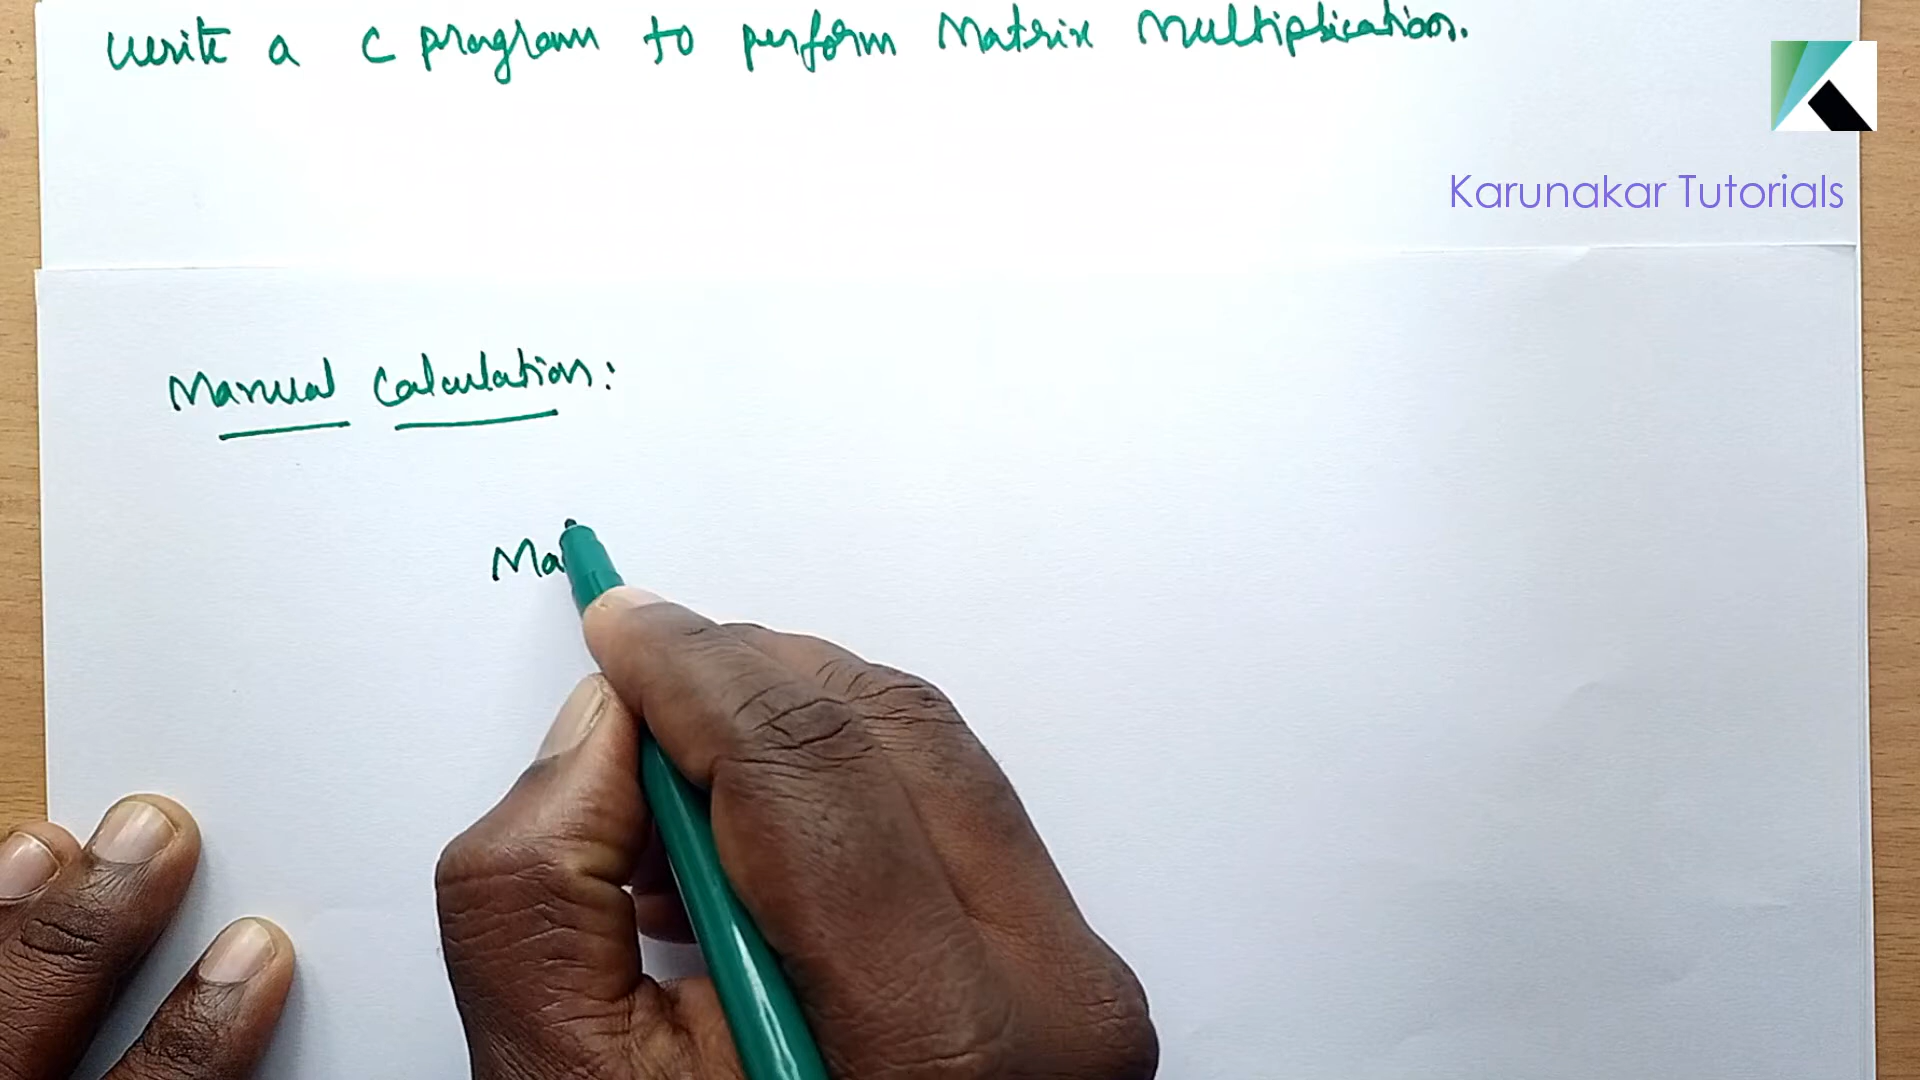 Write a C program to perform Matrix Multiplication.
Karunakar Tutorials
Manual Calculation:
Ma